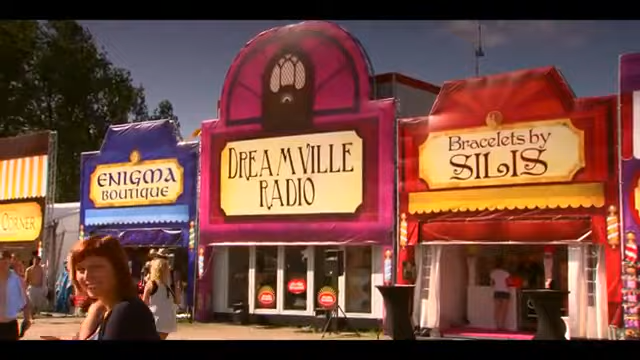 CORNER
ENIGMA
BOUTIQUE
DREAMVILLE
RADIO
Bracelets by
SILIS